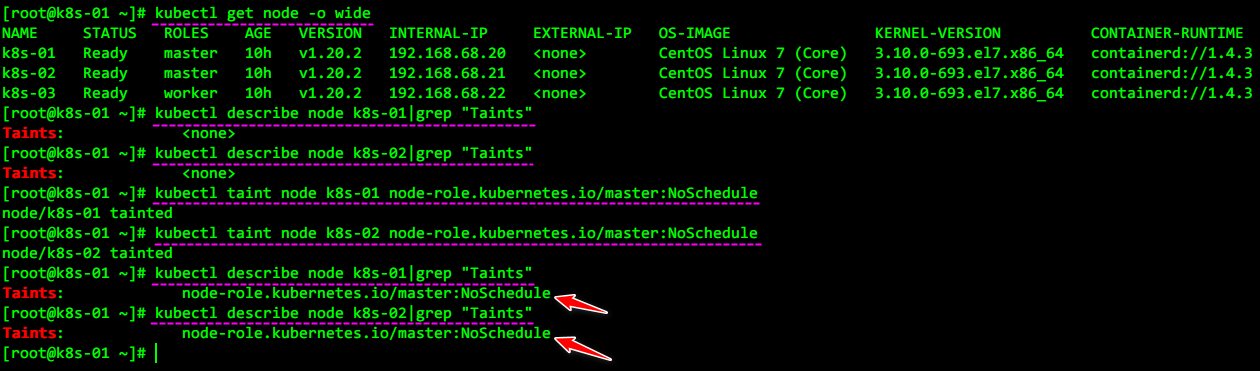 [root@k8s-01 ~]# kubectl get node -o wide
NAME     STATUS   ROLES    AGE   VERSION   INTERNAL-IP     EXTERNAL-IP   OS-IMAGE                KERNEL-VERSION          CONTAINER-RUNTIME
k8s-01   Ready    master   10h   v1.20.2   192.168.68.20   <none>        CentOS Linux 7 (Core)   3.10.0-693.el7.x86_64   containerd://1.4.3
k8s-02   Ready    master   10h   v1.20.2   192.168.68.21   <none>        CentOS Linux 7 (Core)   3.10.0-693.el7.x86_64   containerd://1.4.3
k8s-03   Ready    worker   10h   v1.20.2   192.168.68.22   <none>        CentOS Linux 7 (Core)   3.10.0-693.el7.x86_64   containerd://1.4.3
[root@k8s-01 ~]# kubectl describe node k8s-01|grep "Taints"
Taints:             <none>
[root@k8s-01 ~]# kubectl describe node k8s-02|grep "Taints"
Taints:             <none>
[root@k8s-01 ~]# kubectl taint node k8s-01 node-role.kubernetes.io/master:NoSchedule
node/k8s-01 tainted
[root@k8s-01 ~]# kubectl taint node k8s-02 node-role.kubernetes.io/master:NoSchedule
node/k8s-02 tainted
[root@k8s-01 ~]# kubectl describe node k8s-01|grep "Taints"
Taints:             node-role.kubernetes.io/master:NoSchedule
[root@k8s-01 ~]# kubectl describe node k8s-02|grep "Taints"
Taints:             node-role.kubernetes.io/master:NoSchedule
[root@k8s-01 ~]#